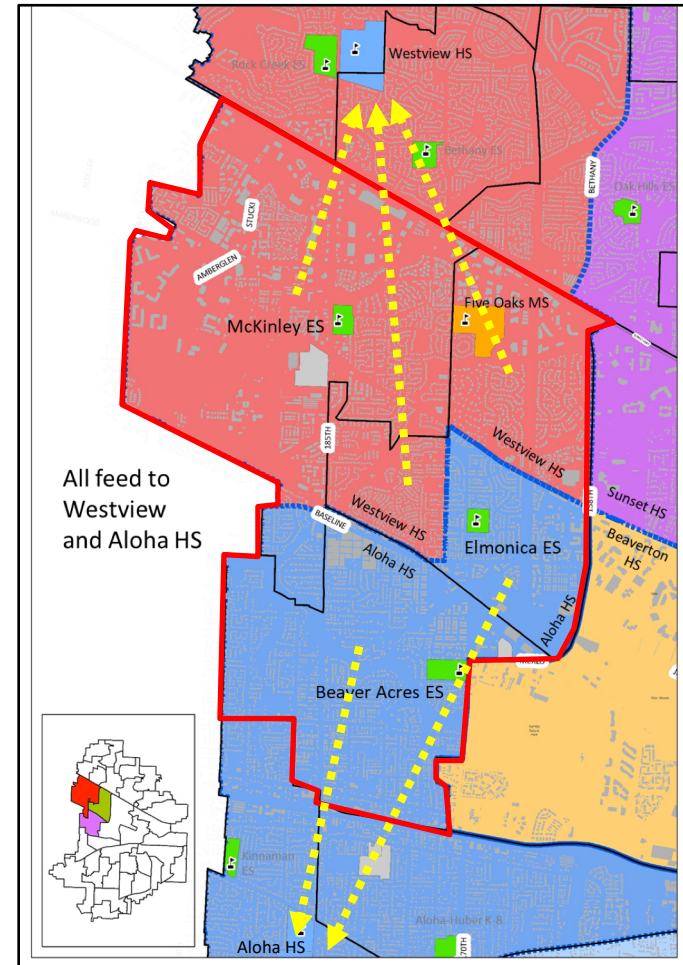 Rock Creek ES
Westview HS
Bethany ES
BETHANY
Oak Hills ES
STUCKI
AMBERGLEN
McKinley ES
Five Oaks MS
185TH
Westview HS
158TH
Sunset HS
All feed to
Westview
and Aloha HS
BASELINE
Westview HS
Aloha HS
Elmonica ES
Beaverton
HS
Aloha HS
Beaver Acres ES
Kinnaman
ES
Aloha HS
Aloha-Huber K-8
170TH